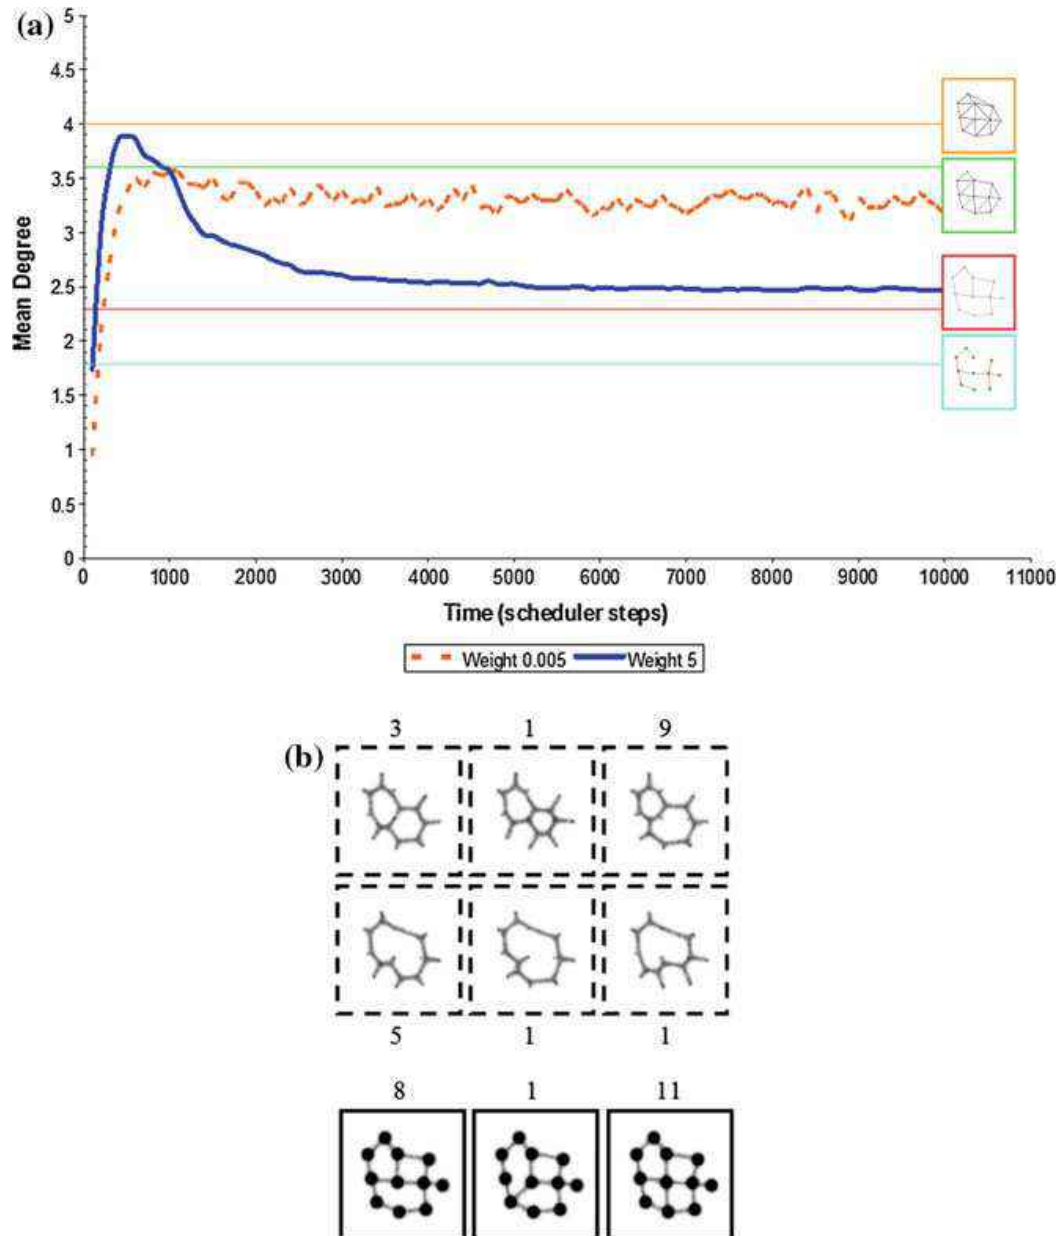 (a)
5
4.5
4
3.5
3
2.5
2
1.5
1
0.5
0
Mean Degree
0 1000 2000 3000 4000 5000 6000 7000 8000 9000 10000 11000
Time (scheduler steps)
Weight 0.005 Weight 5
(b)
3 1 9
5 1 1
8 1 11